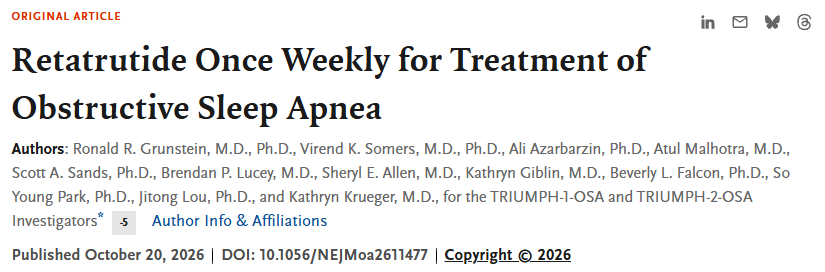 ORIGINAL ARTICLE
Retatrutide Once Weekly for Treatment of
Obstructive Sleep Apnea
Authors: Ronald R. Grunstein, M.D., Ph.D., Virend K. Somers, M.D., Ph.D., Ali Azarbarzin, Ph.D., Atul Malhotra, M.D.,
Scott A. Sands, Ph.D., Brendan P. Lucey, M.D., Sheryl E. Allen, M.D., Kathryn Giblin, M.D., Beverly L. Falcon, Ph.D., So
Young Park, Ph.D., Jitong Lou, Ph.D., and Kathryn Krueger, M.D., for the TRIUMPH-1-OSA and TRIUMPH-2-OSA
Investigators* -5 Author Info & Affiliations
Published October 20, 2026 | DOI: 10.1056/NEJMoa2611477 | Copyright © 2026